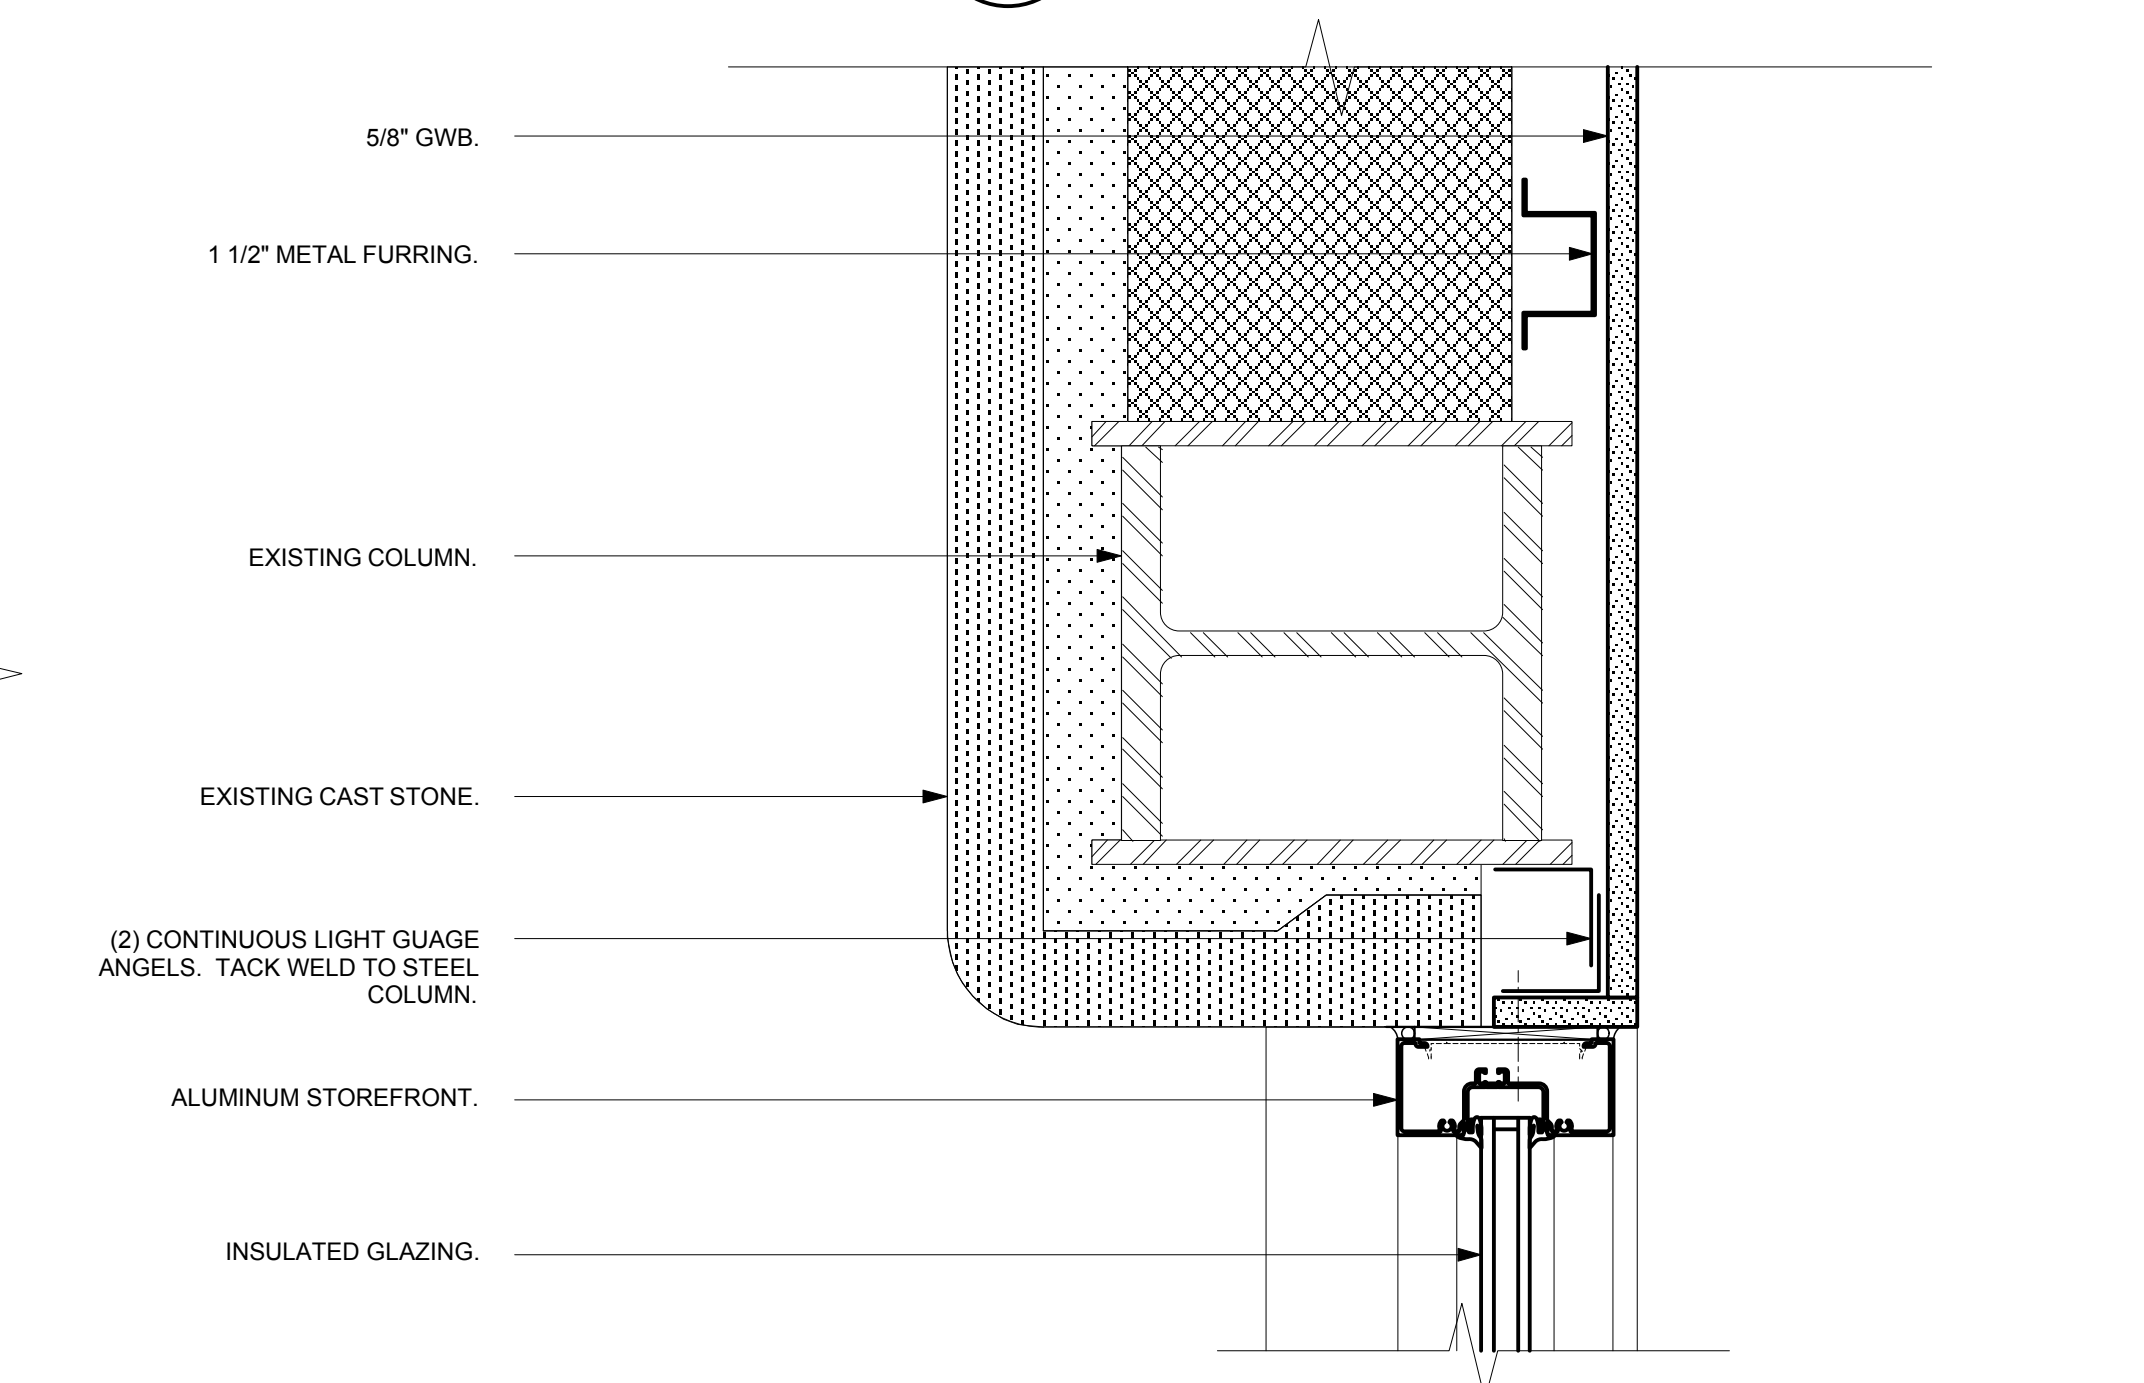 5/8" GWB.
1 1/2" METAL FURRING.
EXISTING COLUMN.
EXISTING CAST STONE.
(2) CONTINUOUS LIGHT GUAGE
ANGELS.  TACK WELD TO STEEL
COLUMN.
ALUMINUM STOREFRONT.
INSULATED GLAZING.